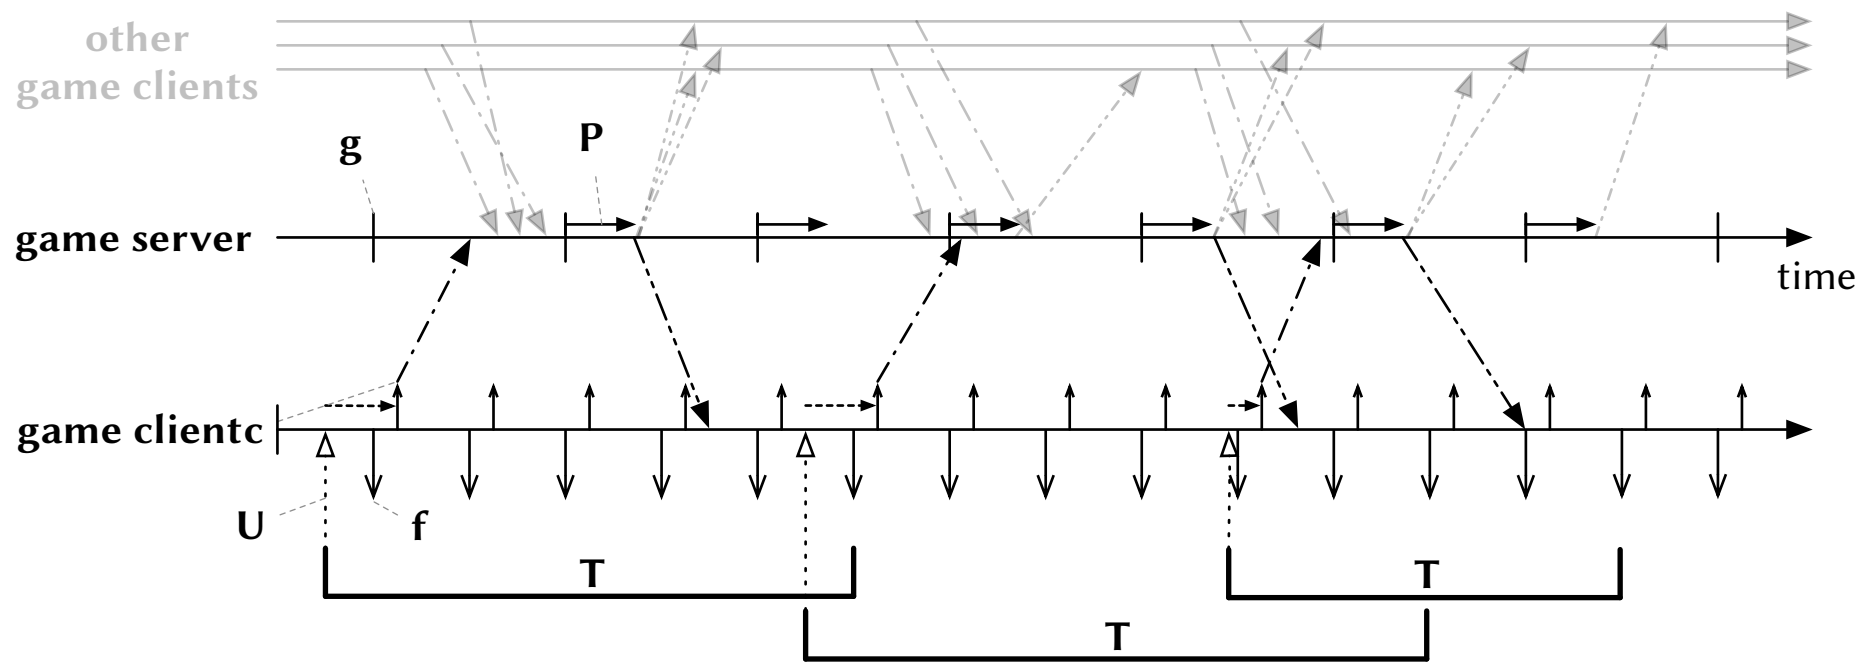 other
game clients
g
P
game server
time
game clientc
U
f
T
T
T